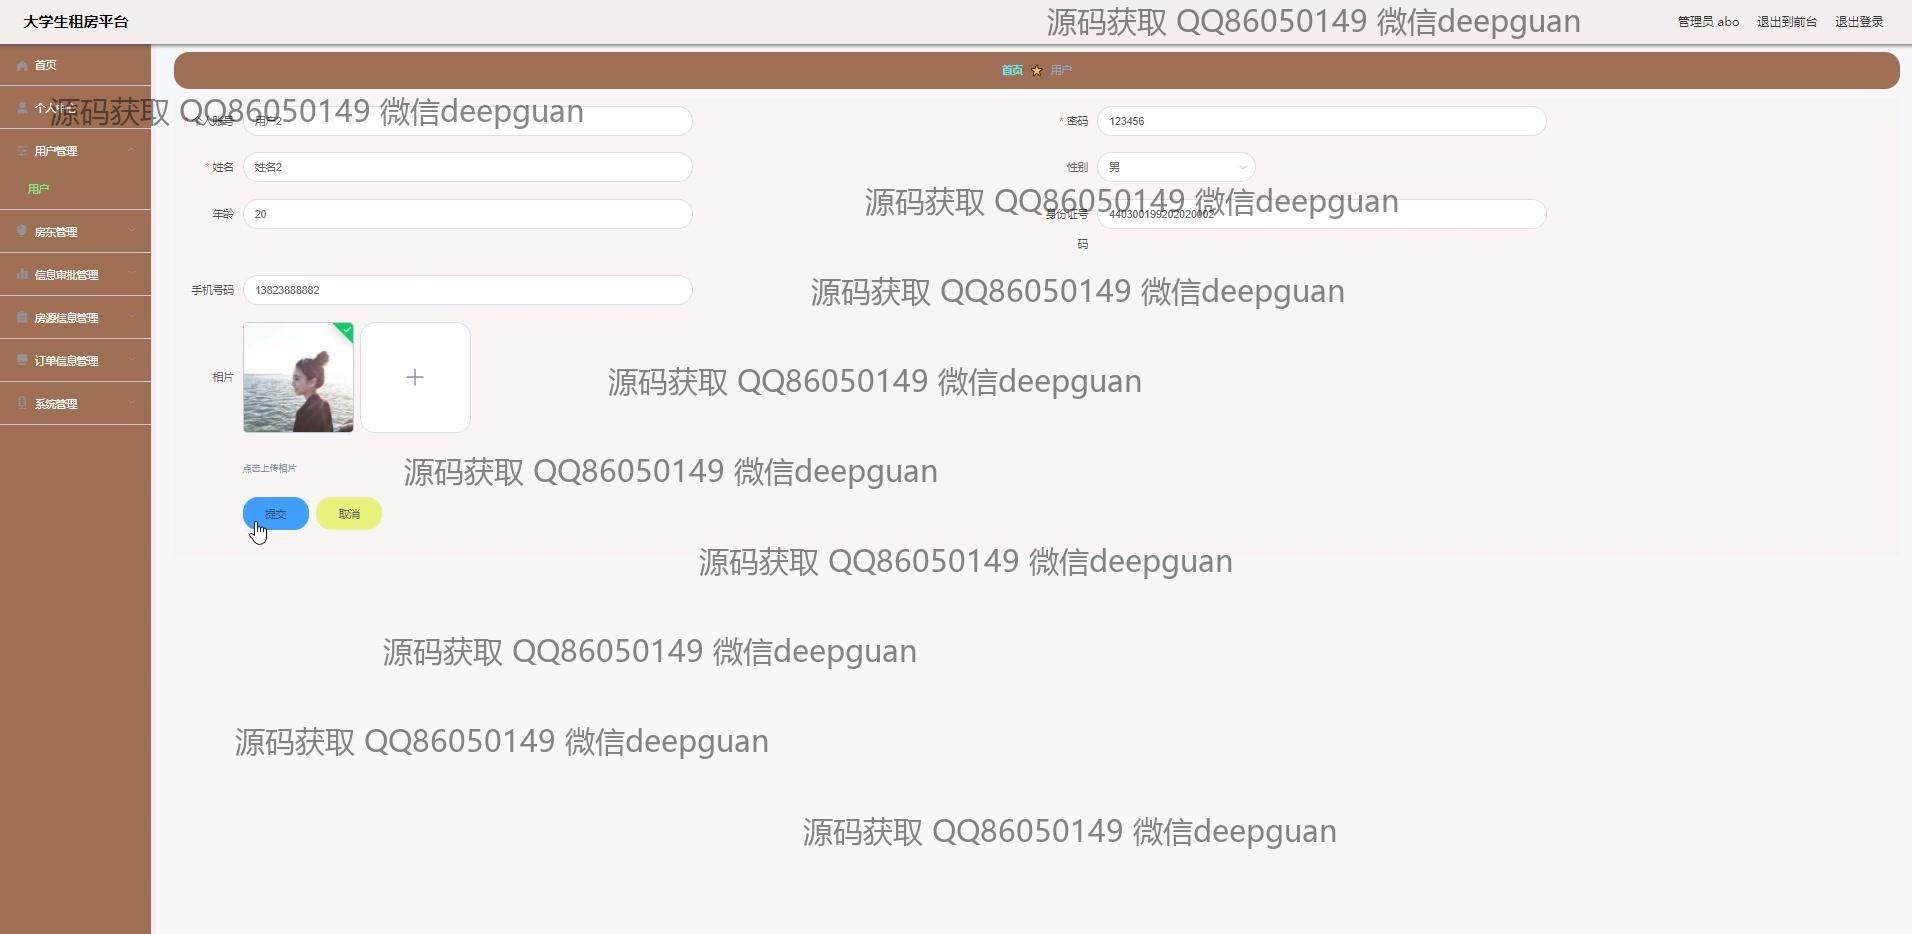 大学生租房平台
源码获取 QQ86050149 微信deepguan
管理员 abo 退出到前台 退出登录
首页
首页 用户
个人中心
源码获取 QQ86050149 微信deepguan
* 个人账号 用户2
* 密码 123456
用户管理
* 姓名 姓名2
性别 男
用户
源码获取 QQ86050149 微信deepguan
年龄 20
身份证号码 440300199202020002
房东管理
信息审批管理
手机号码 13823888882
源码获取 QQ86050149 微信deepguan
房源信息管理
订单信息管理
相片
源码获取 QQ86050149 微信deepguan
系统管理
点击上传相片
源码获取 QQ86050149 微信deepguan
提交 取消
源码获取 QQ86050149 微信deepguan
源码获取 QQ86050149 微信deepguan
源码获取 QQ86050149 微信deepguan
源码获取 QQ86050149 微信deepguan